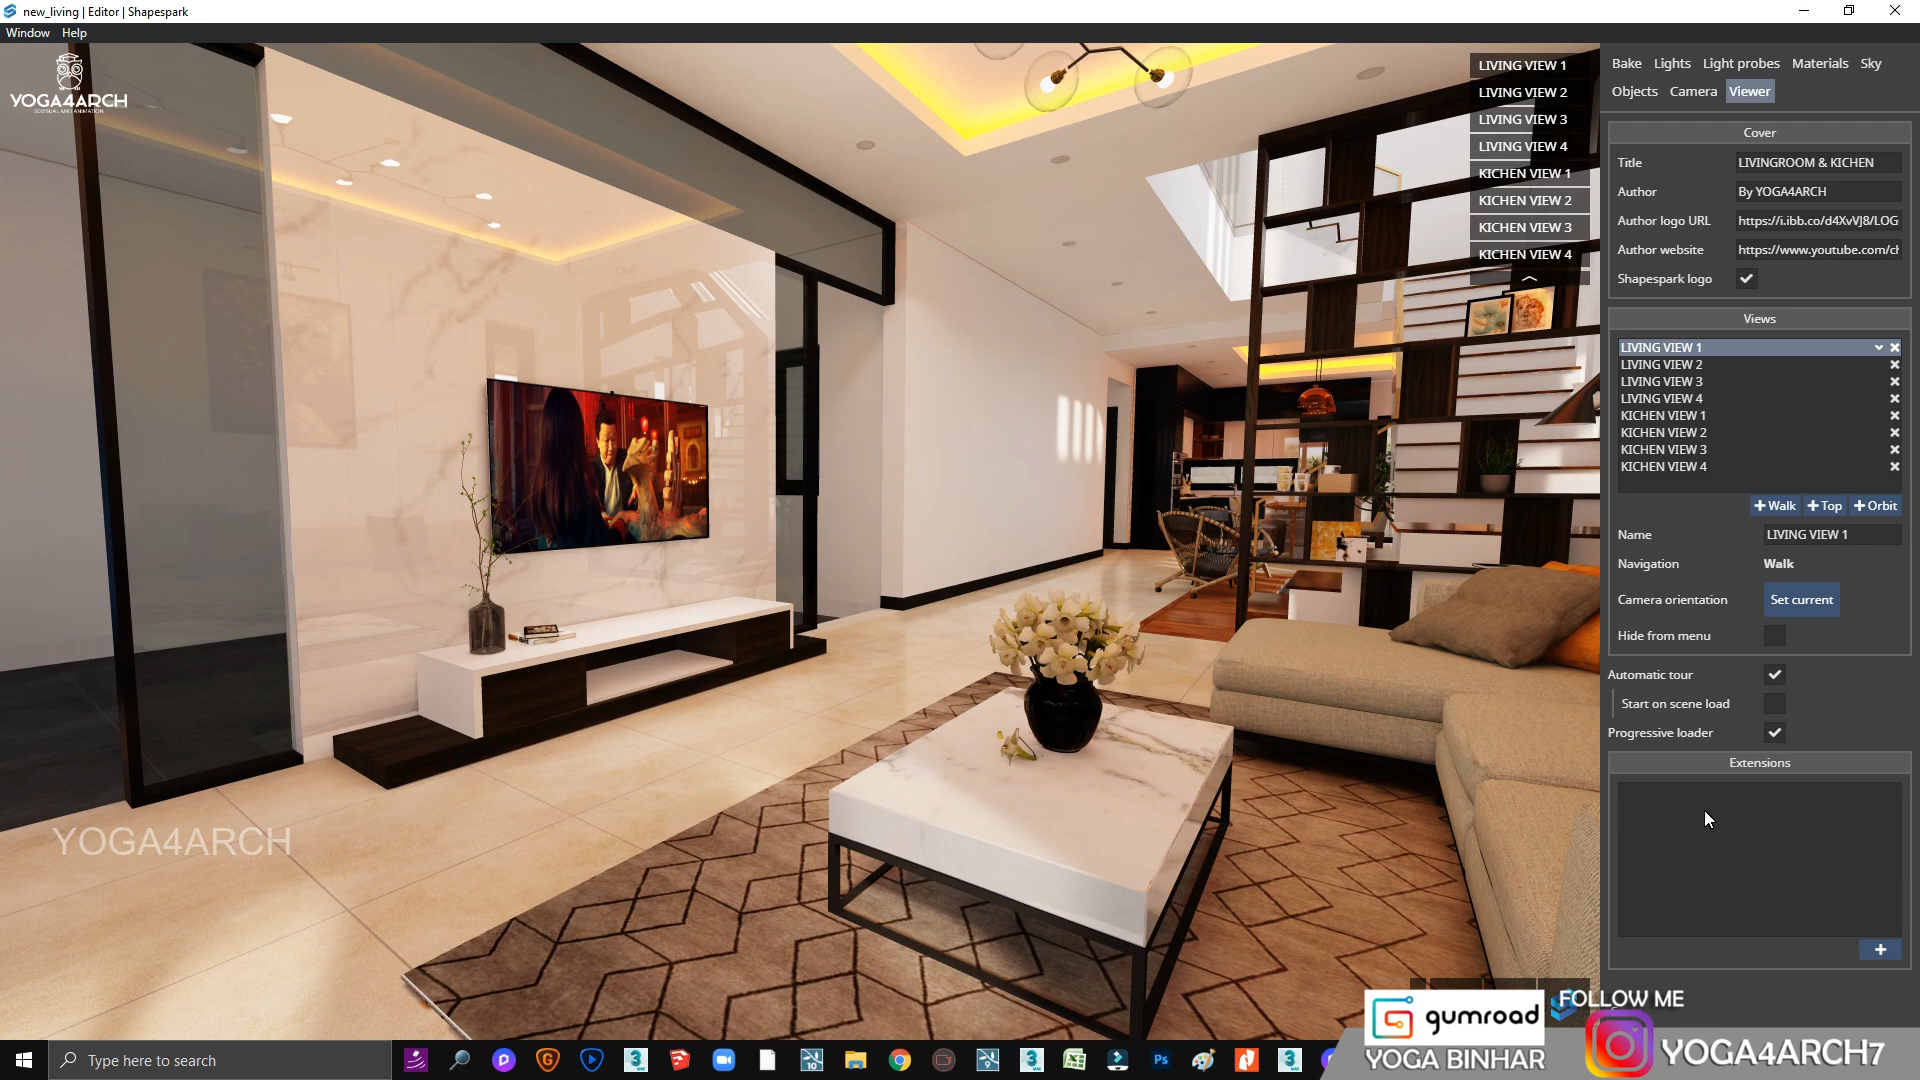 new_living | Editor | Shapespark
Window Help
YOGA4ARCH
LIVING VIEW 1
LIVING VIEW 2
LIVING VIEW 3
LIVING VIEW 4
KICHEN VIEW 1
KICHEN VIEW 2
KICHEN VIEW 3
KICHEN VIEW 4
Bake Lights Light probes Materials Sky
Objects Camera Viewer
Cover
Title LIVINGROOM & KICHEN
Author By YOGA4ARCH
Author logo URL https://i.ibb.co/d4XvVJ8/LOG
Author website https://www.youtube.com/cl
Shapespark logo
Views
LIVING VIEW 1
LIVING VIEW 2
LIVING VIEW 3
LIVING VIEW 4
KICHEN VIEW 1
KICHEN VIEW 2
KICHEN VIEW 3
KICHEN VIEW 4
+Walk +Top +Orbit
Name LIVING VIEW 1
Navigation Walk
Camera orientation Set current
Hide from menu
Automatic tour
Start on scene load
Progressive loader
Extensions
+
YOGA4ARCH
gumroad
YOGA BINHAR
FOLLOW ME
YOGA4ARCH7
Type here to search